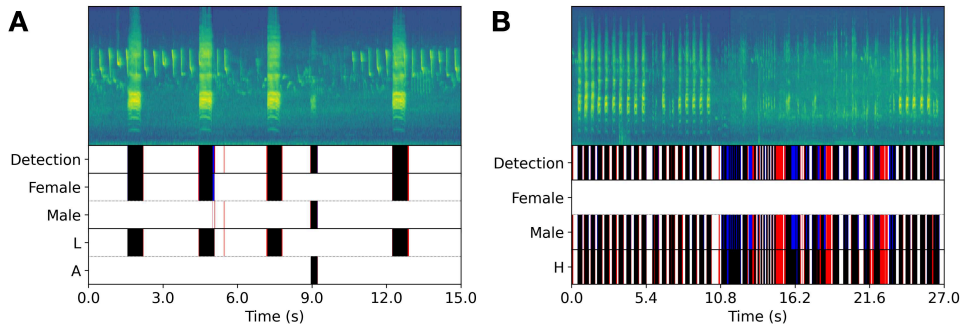 A
B
Detection
Female
Male
L
A
0.0 3.0 6.0 9.0 12.0 15.0
Time (s)
Detection
Female
Male
H
0.0 5.4 10.8 16.2 21.6 27.0
Time (s)